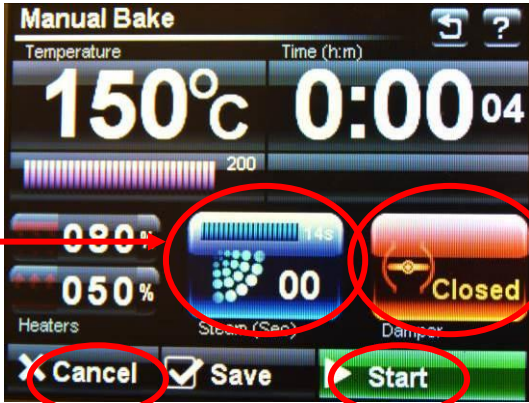 Manual Bake ?
Temperature Time (h:m)
150°C 0:00 04
200
080% 14s
050% 00 Closed
Heaters Steam (Sec) Damper
Cancel Save Start